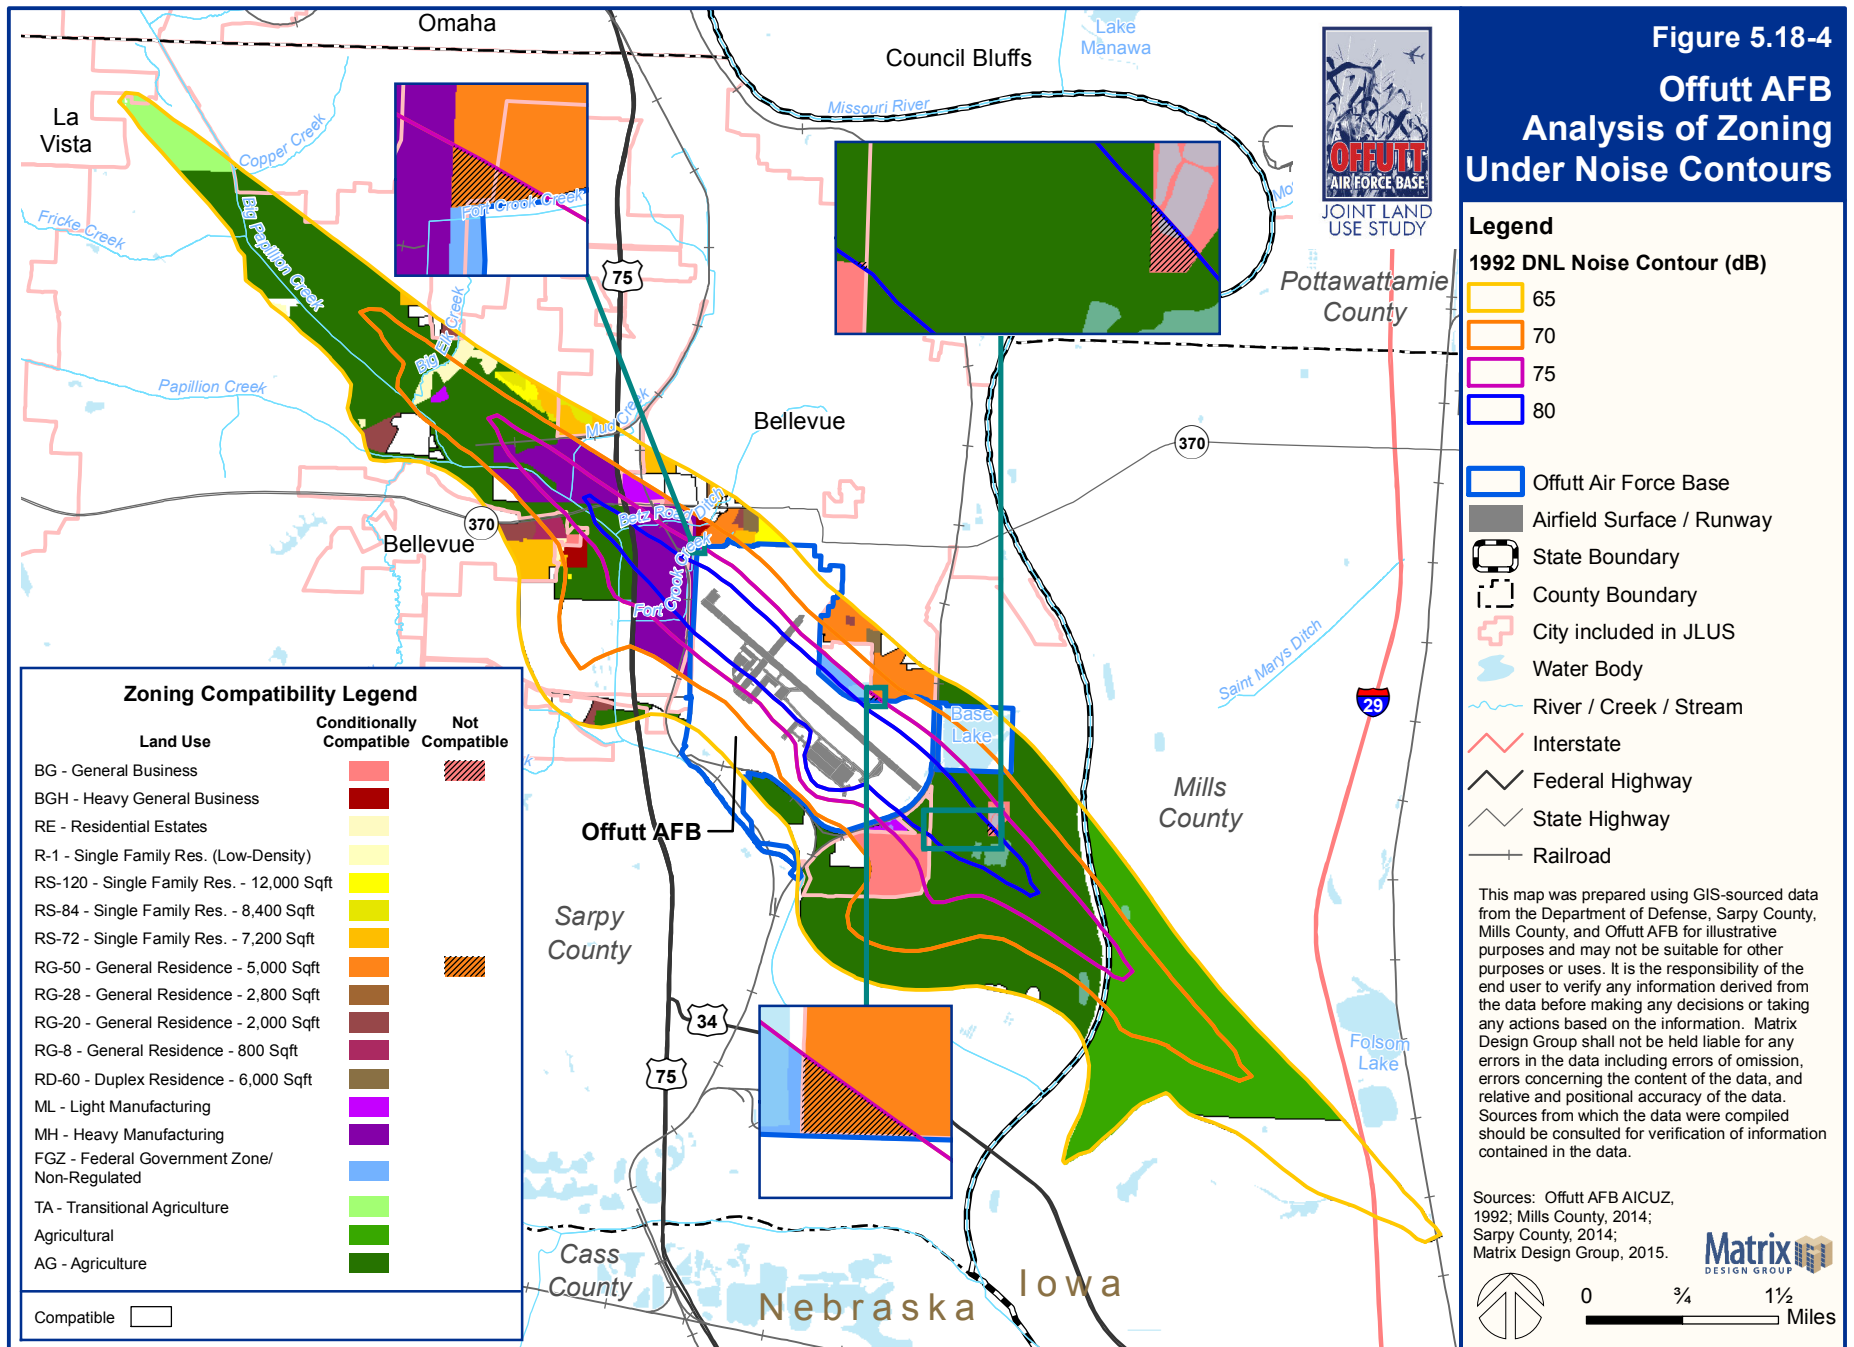 Figure 5.18-4
Offutt AFB
Analysis of Zoning
Under Noise Contours
Legend
1992 DNL Noise Contour (dB)
65
70
75
80
Offutt Air Force Base
Airfield Surface / Runway
State Boundary
County Boundary
City included in JLUS
Water Body
River / Creek / Stream
Interstate
Federal Highway
State Highway
Railroad
This map was prepared using GIS-sourced data
from the Department of Defense, Sarpy County,
Mills County, and Offutt AFB for illustrative
purposes and may not be suitable for other
purposes or uses. It is the responsibility of the
end user to verify any information derived from
the data before making any decisions or taking
any actions based on the information. Matrix
Design Group shall not be held liable for any
errors in the data including errors of omission,
errors concerning the content of the data, and
relative and positional accuracy of the data.
Sources from which the data were compiled
should be consulted for verification of information
contained in the data.
Sources: Offutt AFB AICUZ,
1992; Mills County, 2014;
Sarpy County, 2014;
Matrix Design Group, 2015.
Matrix
DESIGN GROUP
0 ¾ 1½
Miles
OFFUTT
AIR FORCE BASE
JOINT LAND
USE STUDY
Omaha
Council Bluffs
Lake
Manawa
Missouri River
La
Vista
Copper Creek
Fricke Creek
Big Papillion Creek
Fort Crook Creek
75
Pottawattamie
County
Big Elk Creek
Papillion Creek
Mud Creek
Bellevue
370
370
Bellevue
Betz Road Ditch
Fort Crook Creek
Saint Marys Ditch
29
Base
Lake
Mills
County
Offutt AFB
Sarpy
County
34
75
Folsom
Lake
Cass
County
Nebraska
Iowa
Zoning Compatibility Legend
Land Use
Conditionally
Compatible
Not
Compatible
BG - General Business
BGH - Heavy General Business
RE - Residential Estates
R-1 - Single Family Res. (Low-Density)
RS-120 - Single Family Res. - 12,000 Sqft
RS-84 - Single Family Res. - 8,400 Sqft
RS-72 - Single Family Res. - 7,200 Sqft
RG-50 - General Residence - 5,000 Sqft
RG-28 - General Residence - 2,800 Sqft
RG-20 - General Residence - 2,000 Sqft
RG-8 - General Residence - 800 Sqft
RD-60 - Duplex Residence - 6,000 Sqft
ML - Light Manufacturing
MH - Heavy Manufacturing
FGZ - Federal Government Zone/
Non-Regulated
TA - Transitional Agriculture
Agricultural
AG - Agriculture
Compatible